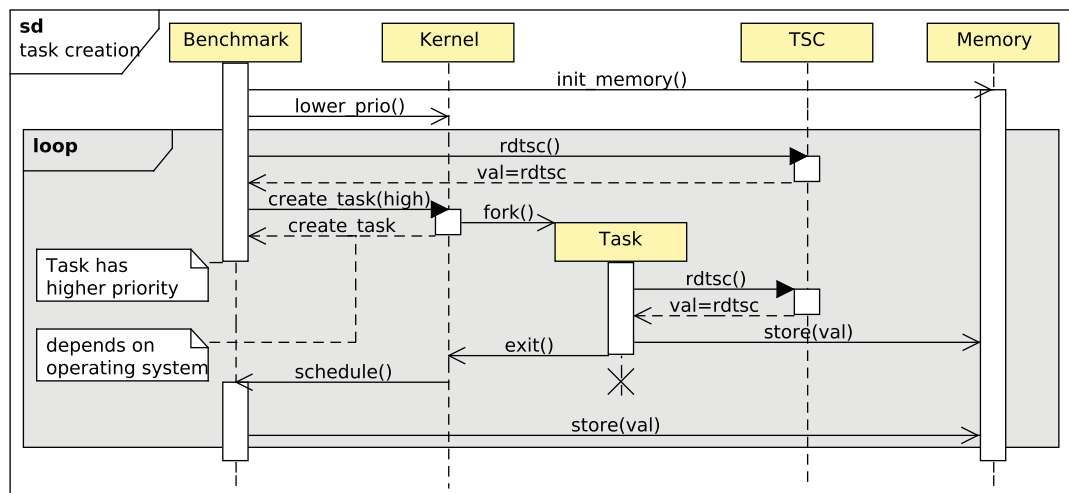 sd
task creation
Benchmark
Kernel
TSC
Memory
init_memory()
lower_prio()
loop
rdtsc()
val=rdtsc
create_task(high)
fork()
create_task
Task
Task has
higher priority
rdtsc()
val=rdtsc
store(val)
depends on
operating system
exit()
schedule()
store(val)